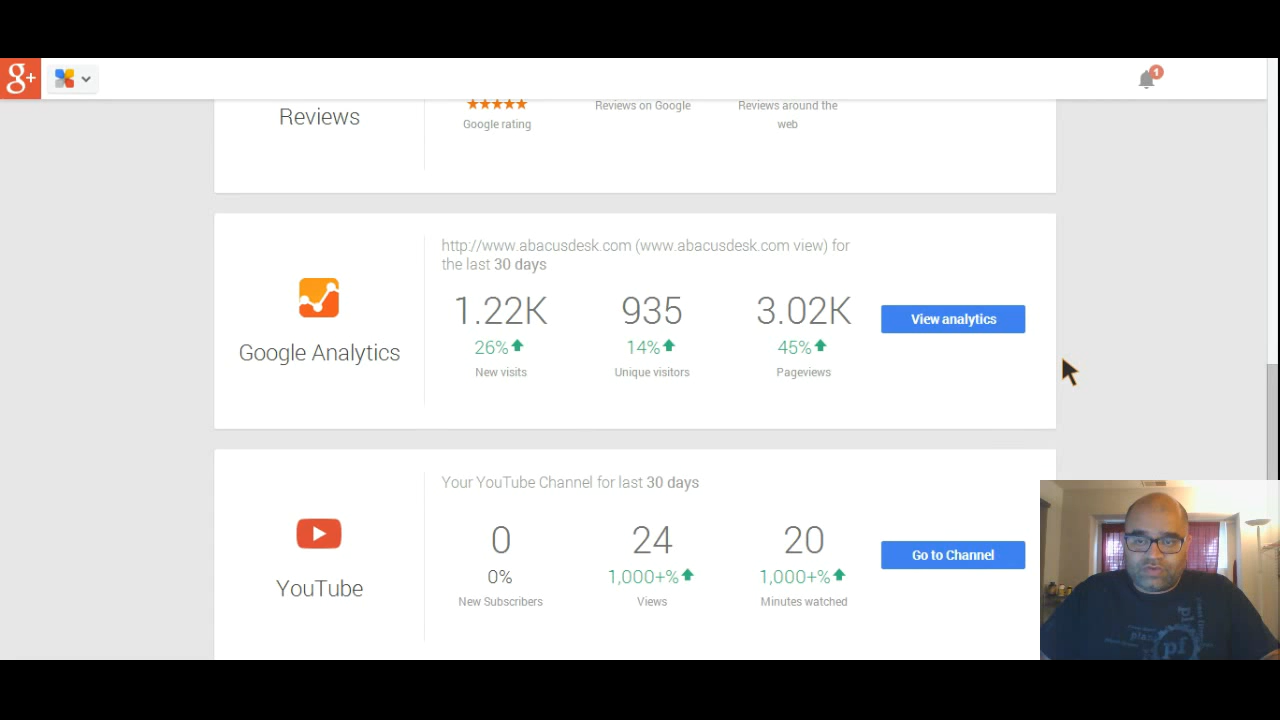 g+
1
Reviews
Google rating
Reviews on Google
Reviews around the
web
http://www.abacusdesk.com (www.abacusdesk.com view) for
the last 30 days
Google Analytics
1.22K 935 3.02K
View analytics
26% 14% 45%
New visits Unique visitors Pageviews
Your YouTube Channel for last 30 days
YouTube
0 24 20
Go to Channel
0% 1,000+% 1,000+%
New Subscribers Views Minutes watched
pf